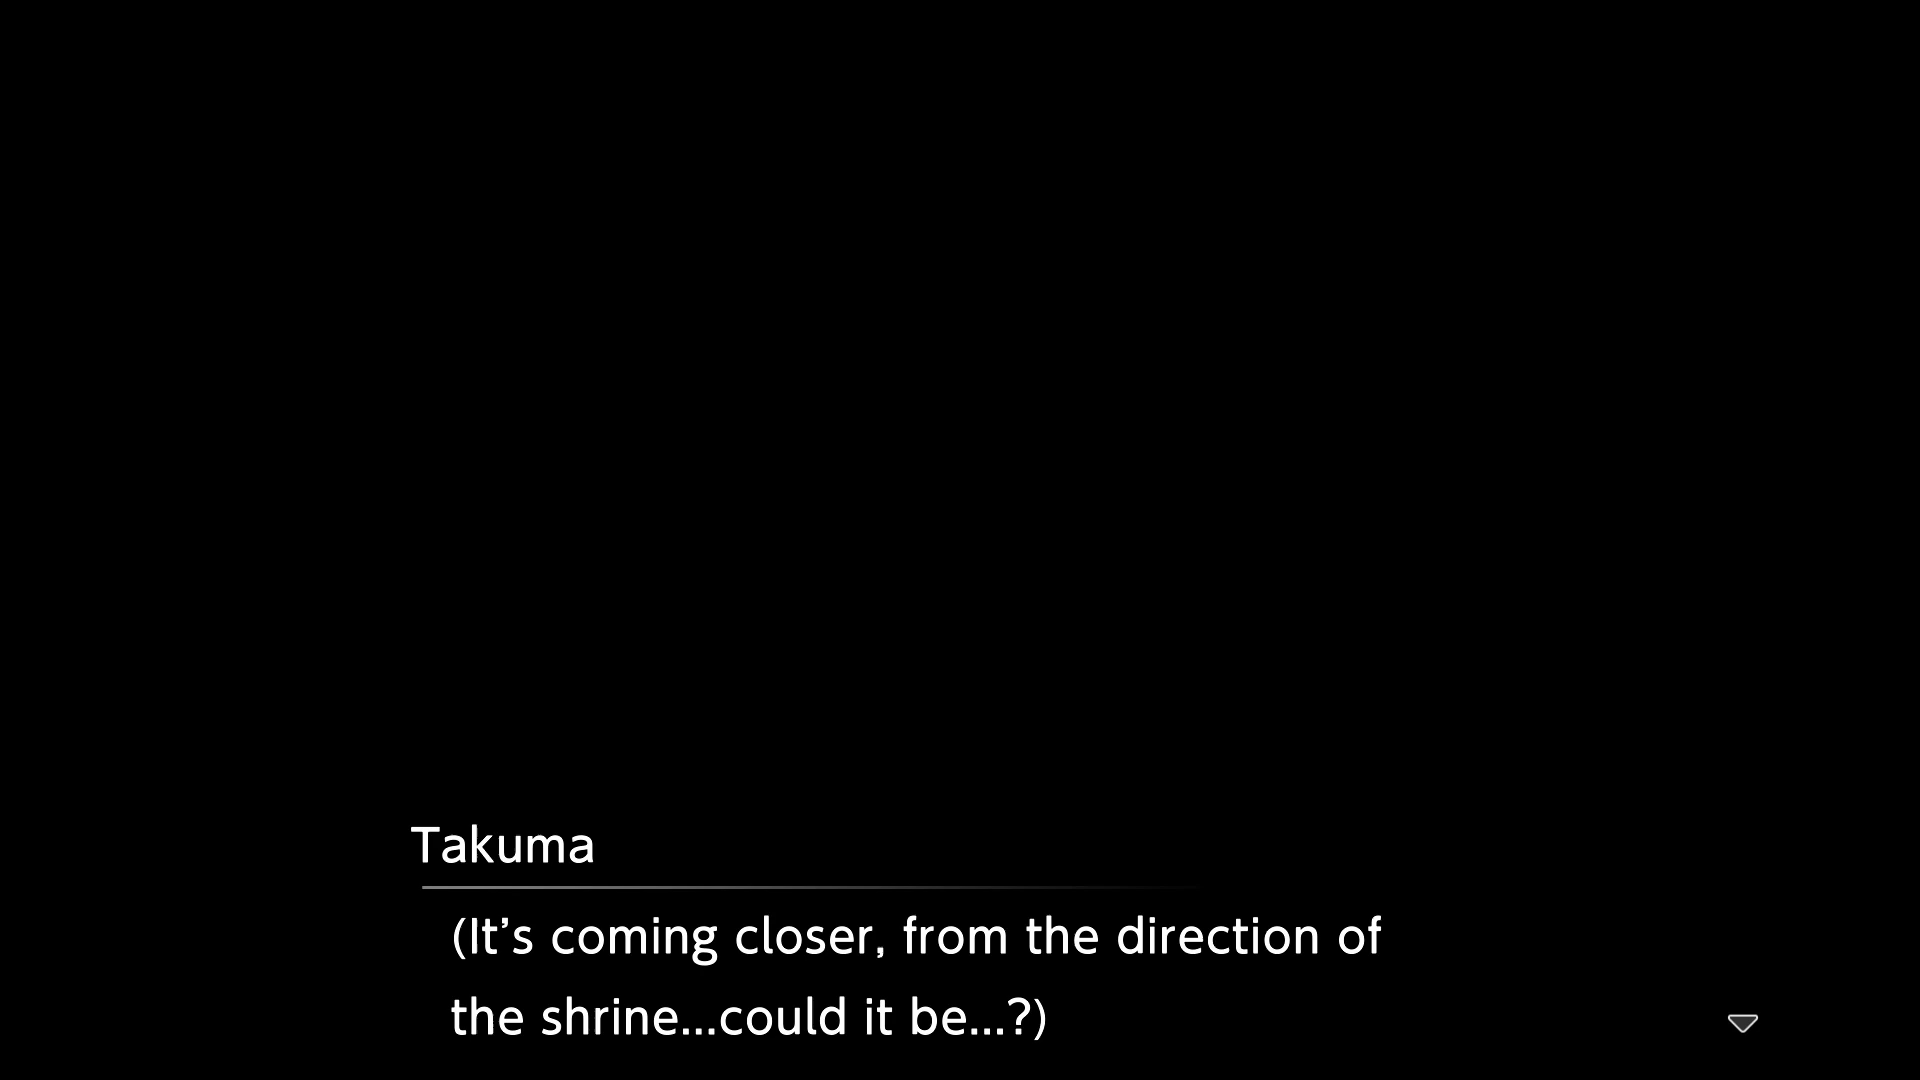 Takuma
(It’s coming closer, from the direction of
the shrine...could it be...?)